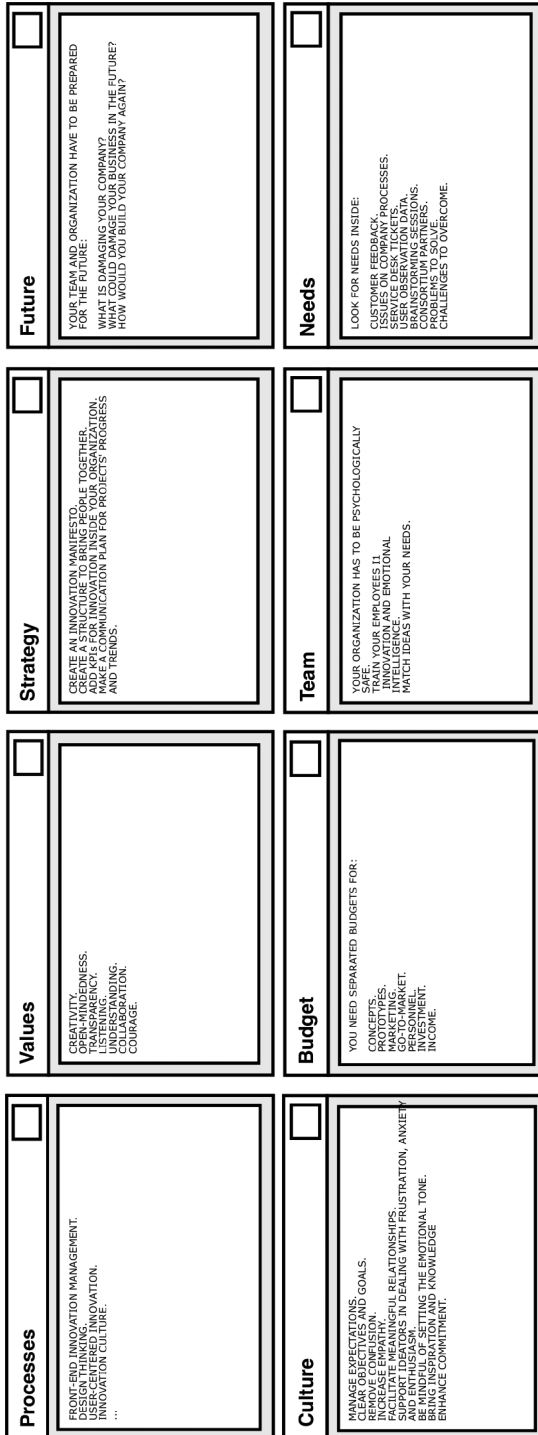 Processes
FRONT-END INNOVATION MANAGEMENT.
DESIGN THINKING.
USER-CENTERED INNOVATION.
INNOVATION CULTURE.
...
Values
CREATIVITY.
OPEN-MINDEDNESS.
TRANSPARENCY.
LISTENING.
UNDERSTANDING.
COLLABORATION.
COURAGE.
Strategy
CREATE AN INNOVATION MANIFESTO.
CREATE A STRUCTURE TO BRING PEOPLE TOGETHER.
ADD KPIs FOR INNOVATION INSIDE YOUR ORGANIZATION.
MAKE A COMMUNICATION PLAN FOR PROJECTS' PROGRESS
AND TRENDS.
Future
YOUR TEAM AND ORGANIZATION HAVE TO BE PREPARED
FOR THE FUTURE:
WHAT IS DAMAGING YOUR COMPANY?
WHAT COULD DAMAGE YOUR BUSINESS IN THE FUTURE?
HOW WOULD YOU BUILD YOUR COMPANY AGAIN?
Culture
MANAGE EXPECTATIONS.
CLEAR OBJECTIVES AND GOALS.
REMOVE CONFUSION.
INCREASE EMPATHY.
FACILITATE MEANINGFUL RELATIONSHIPS.
SUPPORT IDEATORS IN DEALING WITH FRUSTRATION, ANXIETY
AND ENTHUSIASM.
BE MINDFUL OF SETTING THE EMOTIONAL TONE.
BRING INSPIRATION AND KNOWLEDGE
ENHANCE COMMITMENT.
Budget
YOU NEED SEPARATED BUDGETS FOR:
CONCEPTS.
PROTOTYPES.
MARKETING.
GO-TO-MARKET.
PERSONNEL.
INVESTMENT.
INCOME.
Team
YOUR ORGANIZATION HAS TO BE PSYCHOLOGICALLY
SAFE.
TRAIN YOUR EMPLOYEES I1
INNOVATION AND EMOTIONAL
INTELLIGENCE.
MATCH IDEAS WITH YOUR NEEDS.
Needs
LOOK FOR NEEDS INSIDE:
CUSTOMER FEEDBACK.
ISSUES ON COMPANY PROCESSES.
SERVICE DESK TICKETS.
USER OBSERVATION DATA.
BRAINSTORMING SESSIONS.
CONSORTIUM PARTNERS.
PROBLEMS TO SOLVE.
CHALLENGES TO OVERCOME.